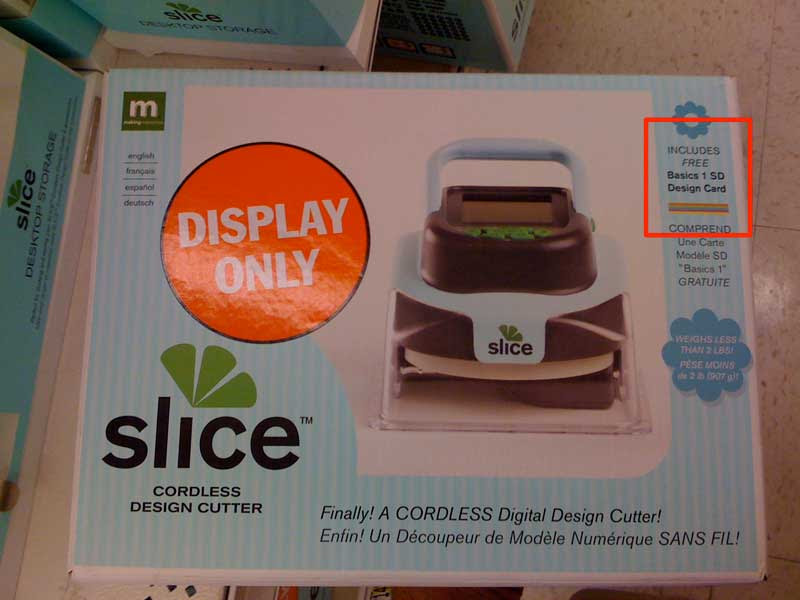 slice
DESKTOP STORAGE
slice
DESKTOP STORAGE
m
english
français
español
deutsch
DISPLAY
ONLY
INCLUDES
FREE
Basics 1 SD
Design Card
COMPREND
Une Carte
Modèle SD
"Basics 1"
GRATUITE
slice
WEIGHS LESS
THAN 2 LBS!
PÈSE MOINS
de 2 lb (907 g)!
slice™
CORDLESS
DESIGN CUTTER
Finally! A CORDLESS Digital Design Cutter!
Enfin! Un Découpeur de Modèle Numérique SANS FIL!